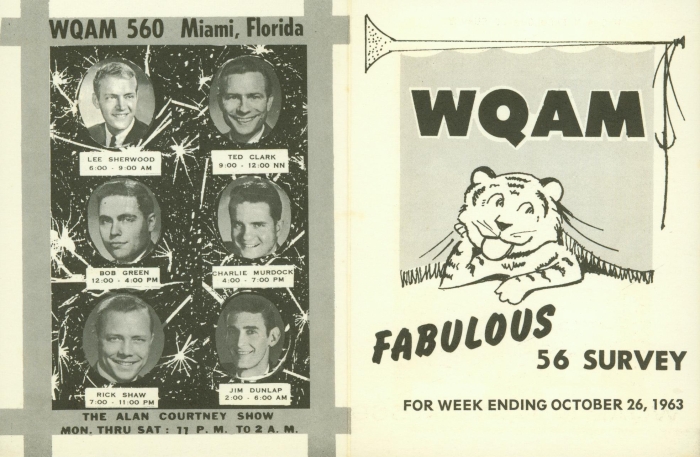 WQAM 560 Miami, Florida
LEE SHERWOOD
6:00 - 9:00 AM
TED CLARK
9:00 - 12:00 NN
BOB GREEN
12:00 - 4:00 PM
CHARLIE MURDOCK
4:00 - 7:00 PM
RICK SHAW
7:00 - 11:00 PM
JIM DUNLAP
2:00 - 6:00 AM
THE ALAN COURTNEY SHOW
MON. THRU SAT: 11 P. M. TO 2 A. M.
WQAM
FABULOUS
56 SURVEY
FOR WEEK ENDING OCTOBER 26, 1963